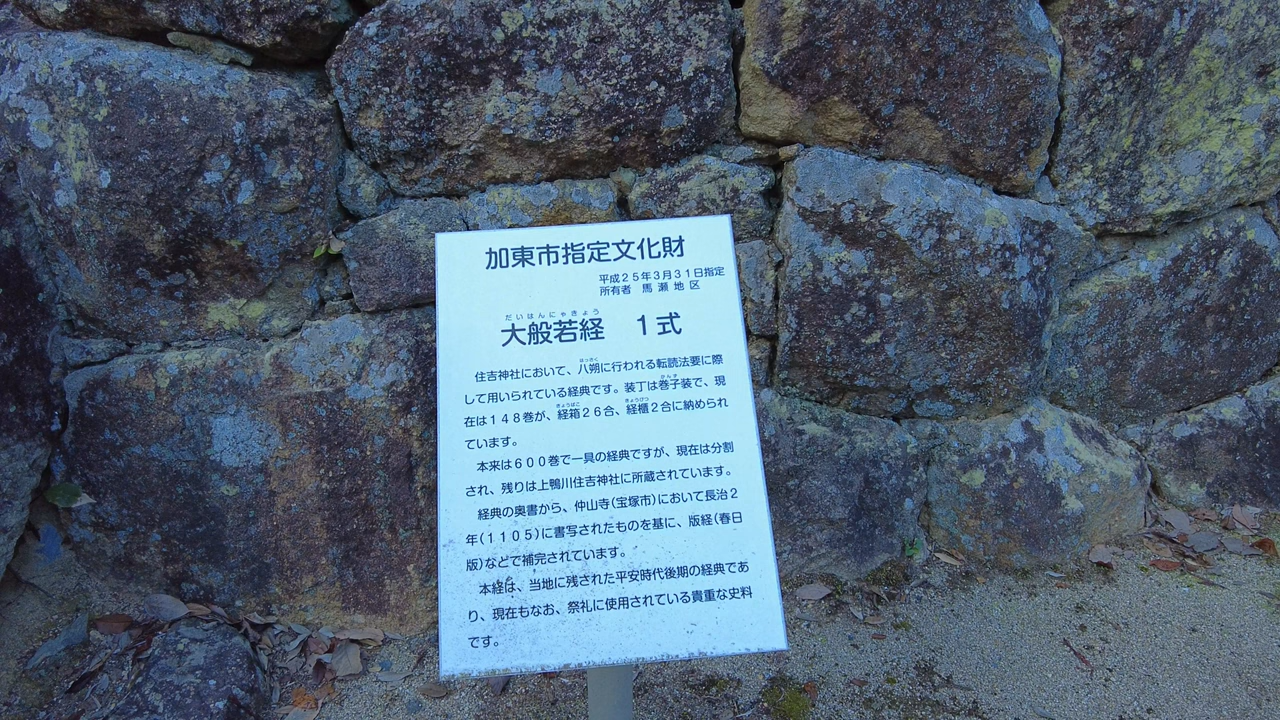 加東市指定文化財
平成25年3月31日指定
所有者 馬瀬地区
だいはんにゃきょう
大般若経 1式
はっさく
住吉神社において、八朔に行われる転読法要に際
かんす
して用いられている経典です。装丁は巻子装で、現
きょうばこ きょうびつ
在は148巻が、経箱26合、経櫃2合に納められ
ています。
本来は600巻で一具の経典ですが、現在は分割
され、残りは上鴨川住吉神社に所蔵されています。
経典の奥書から、仲山寺(宝塚市)において長治2
年(1105)に書写されたものを基に、版経(春日
版)などで補完されています。
本経は、当地に残された平安時代後期の経典であ
り、現在もなお、祭礼に使用されている貴重な史料
です。